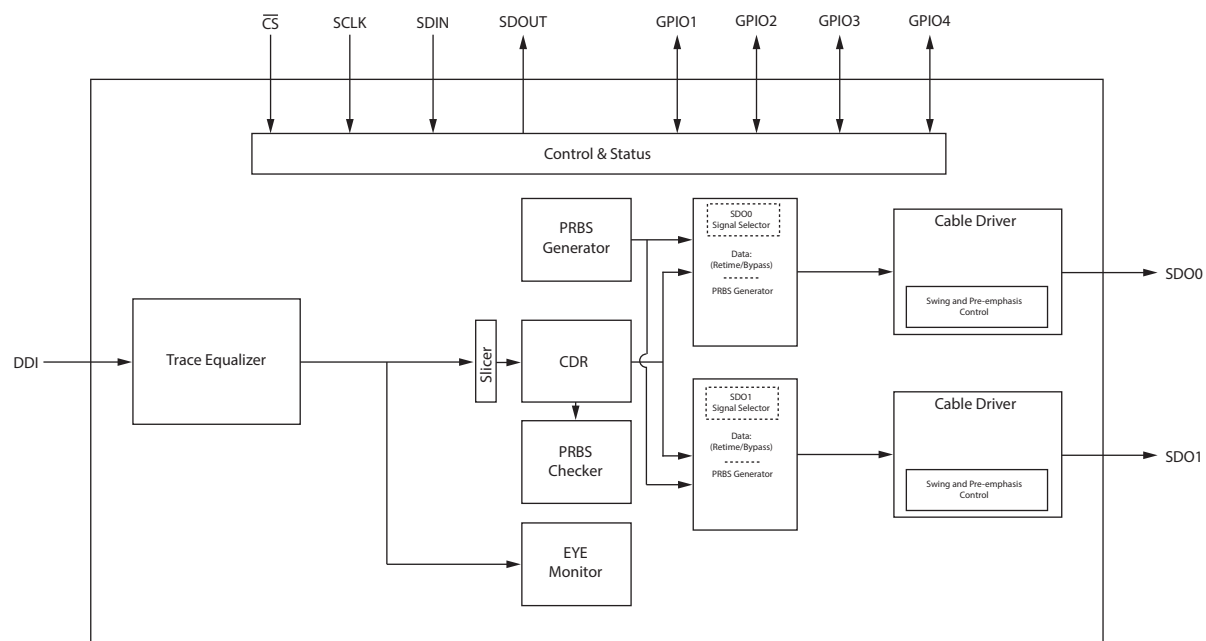 CS SCLK SDIN SDOUT GPIO1 GPIO2 GPIO3 GPIO4
Control & Status
PRBS
Generator
SDO0
Signal Selector
Data:
(Retime/Bypass)
PRBS Generator
Cable Driver
Swing and Pre-emphasis
Control
SDO0
DDI
Trace Equalizer
Slicer
CDR
PRBS
Checker
EYE
Monitor
SDO1
Signal Selector
Data:
(Retime/Bypass)
PRBS Generator
Cable Driver
Swing and Pre-emphasis
Control
SDO1